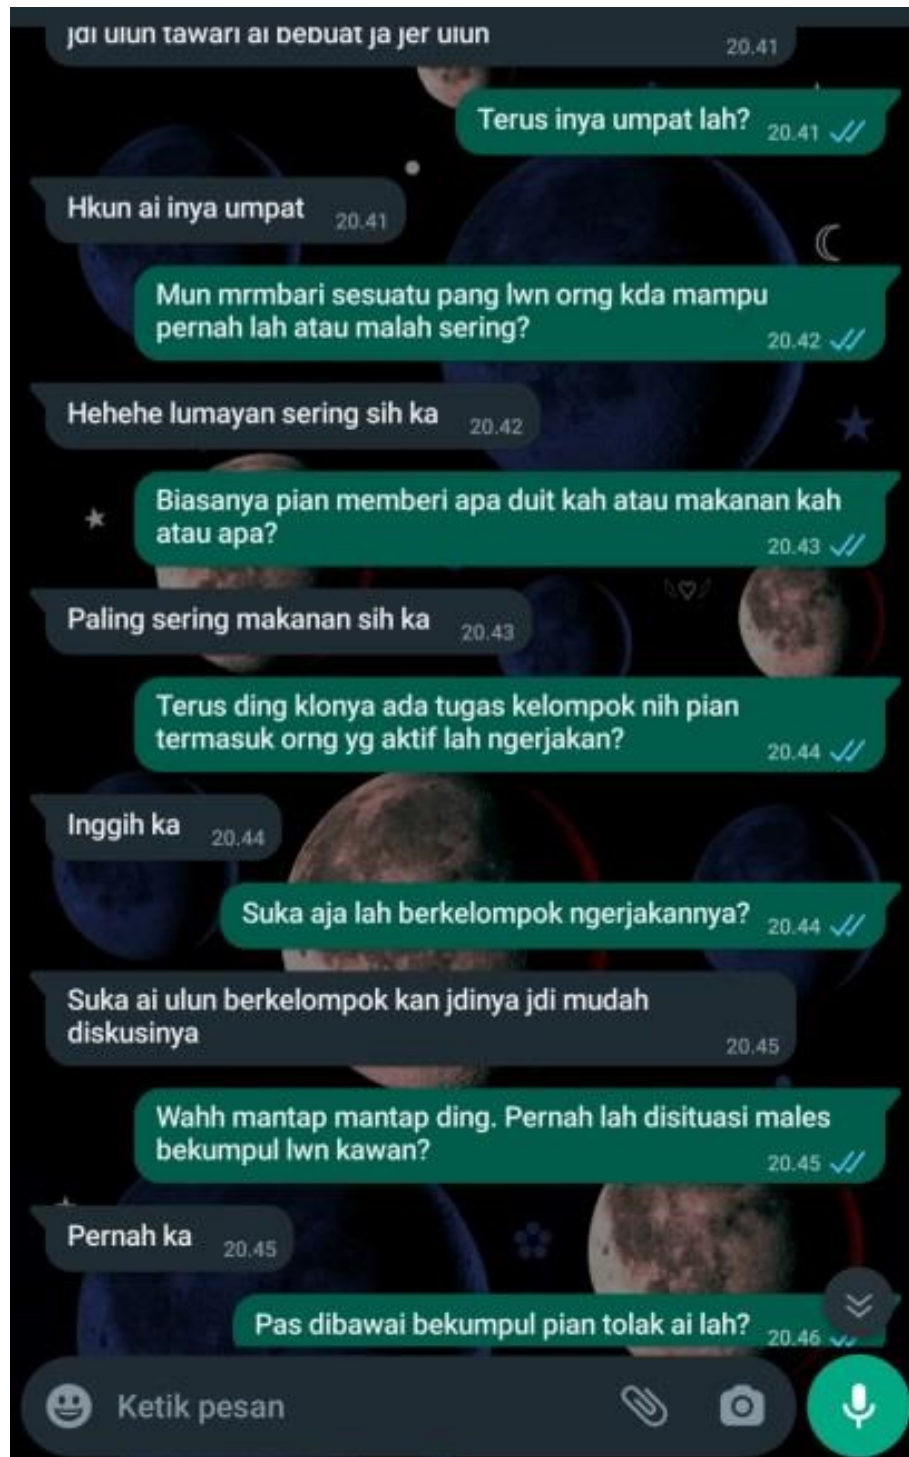 jdi ulun tawari ai bebuat ja jer ulun
20.41
Terus inya umpat lah? 20.41
Hkun ai inya umpat 20.41
Mun mrmbari sesuatu pang lwn orng kda mampu
pernah lah atau malah sering? 20.42
Hehehe lumayan sering sih ka 20.42
Biasanya pian memberi apa duit kah atau makanan kah
atau apa? 20.43
Paling sering makanan sih ka 20.43
Terus ding klonya ada tugas kelompok nih pian
termasuk orng yg aktif lah ngerjakan? 20.44
Inggih ka 20.44
Suka aja lah berkelompok ngerjakannya? 20.44
Suka ai ulun berkelompok kan jdinya jdi mudah
diskusinya 20.45
Wahh mantap mantap ding. Pernah lah disituasi males
bekumpul lwn kawan? 20.45
Pernah ka 20.45
Pas dibawai bekumpul pian tolak ai lah? 20.46
Ketik pesan